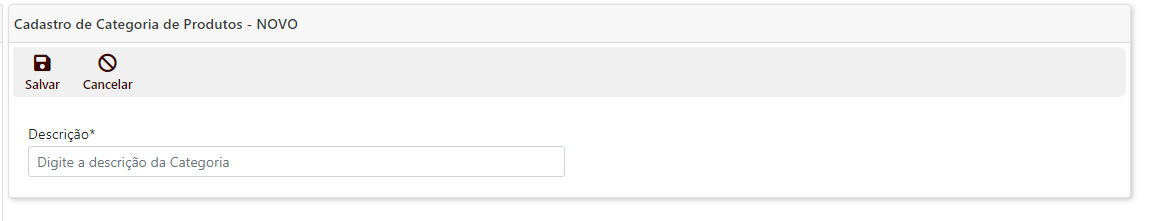 Cadastro de Categoria de Produtos - NOVO
Salvar Cancelar
Descrição*
Digite a descrição da Categoria